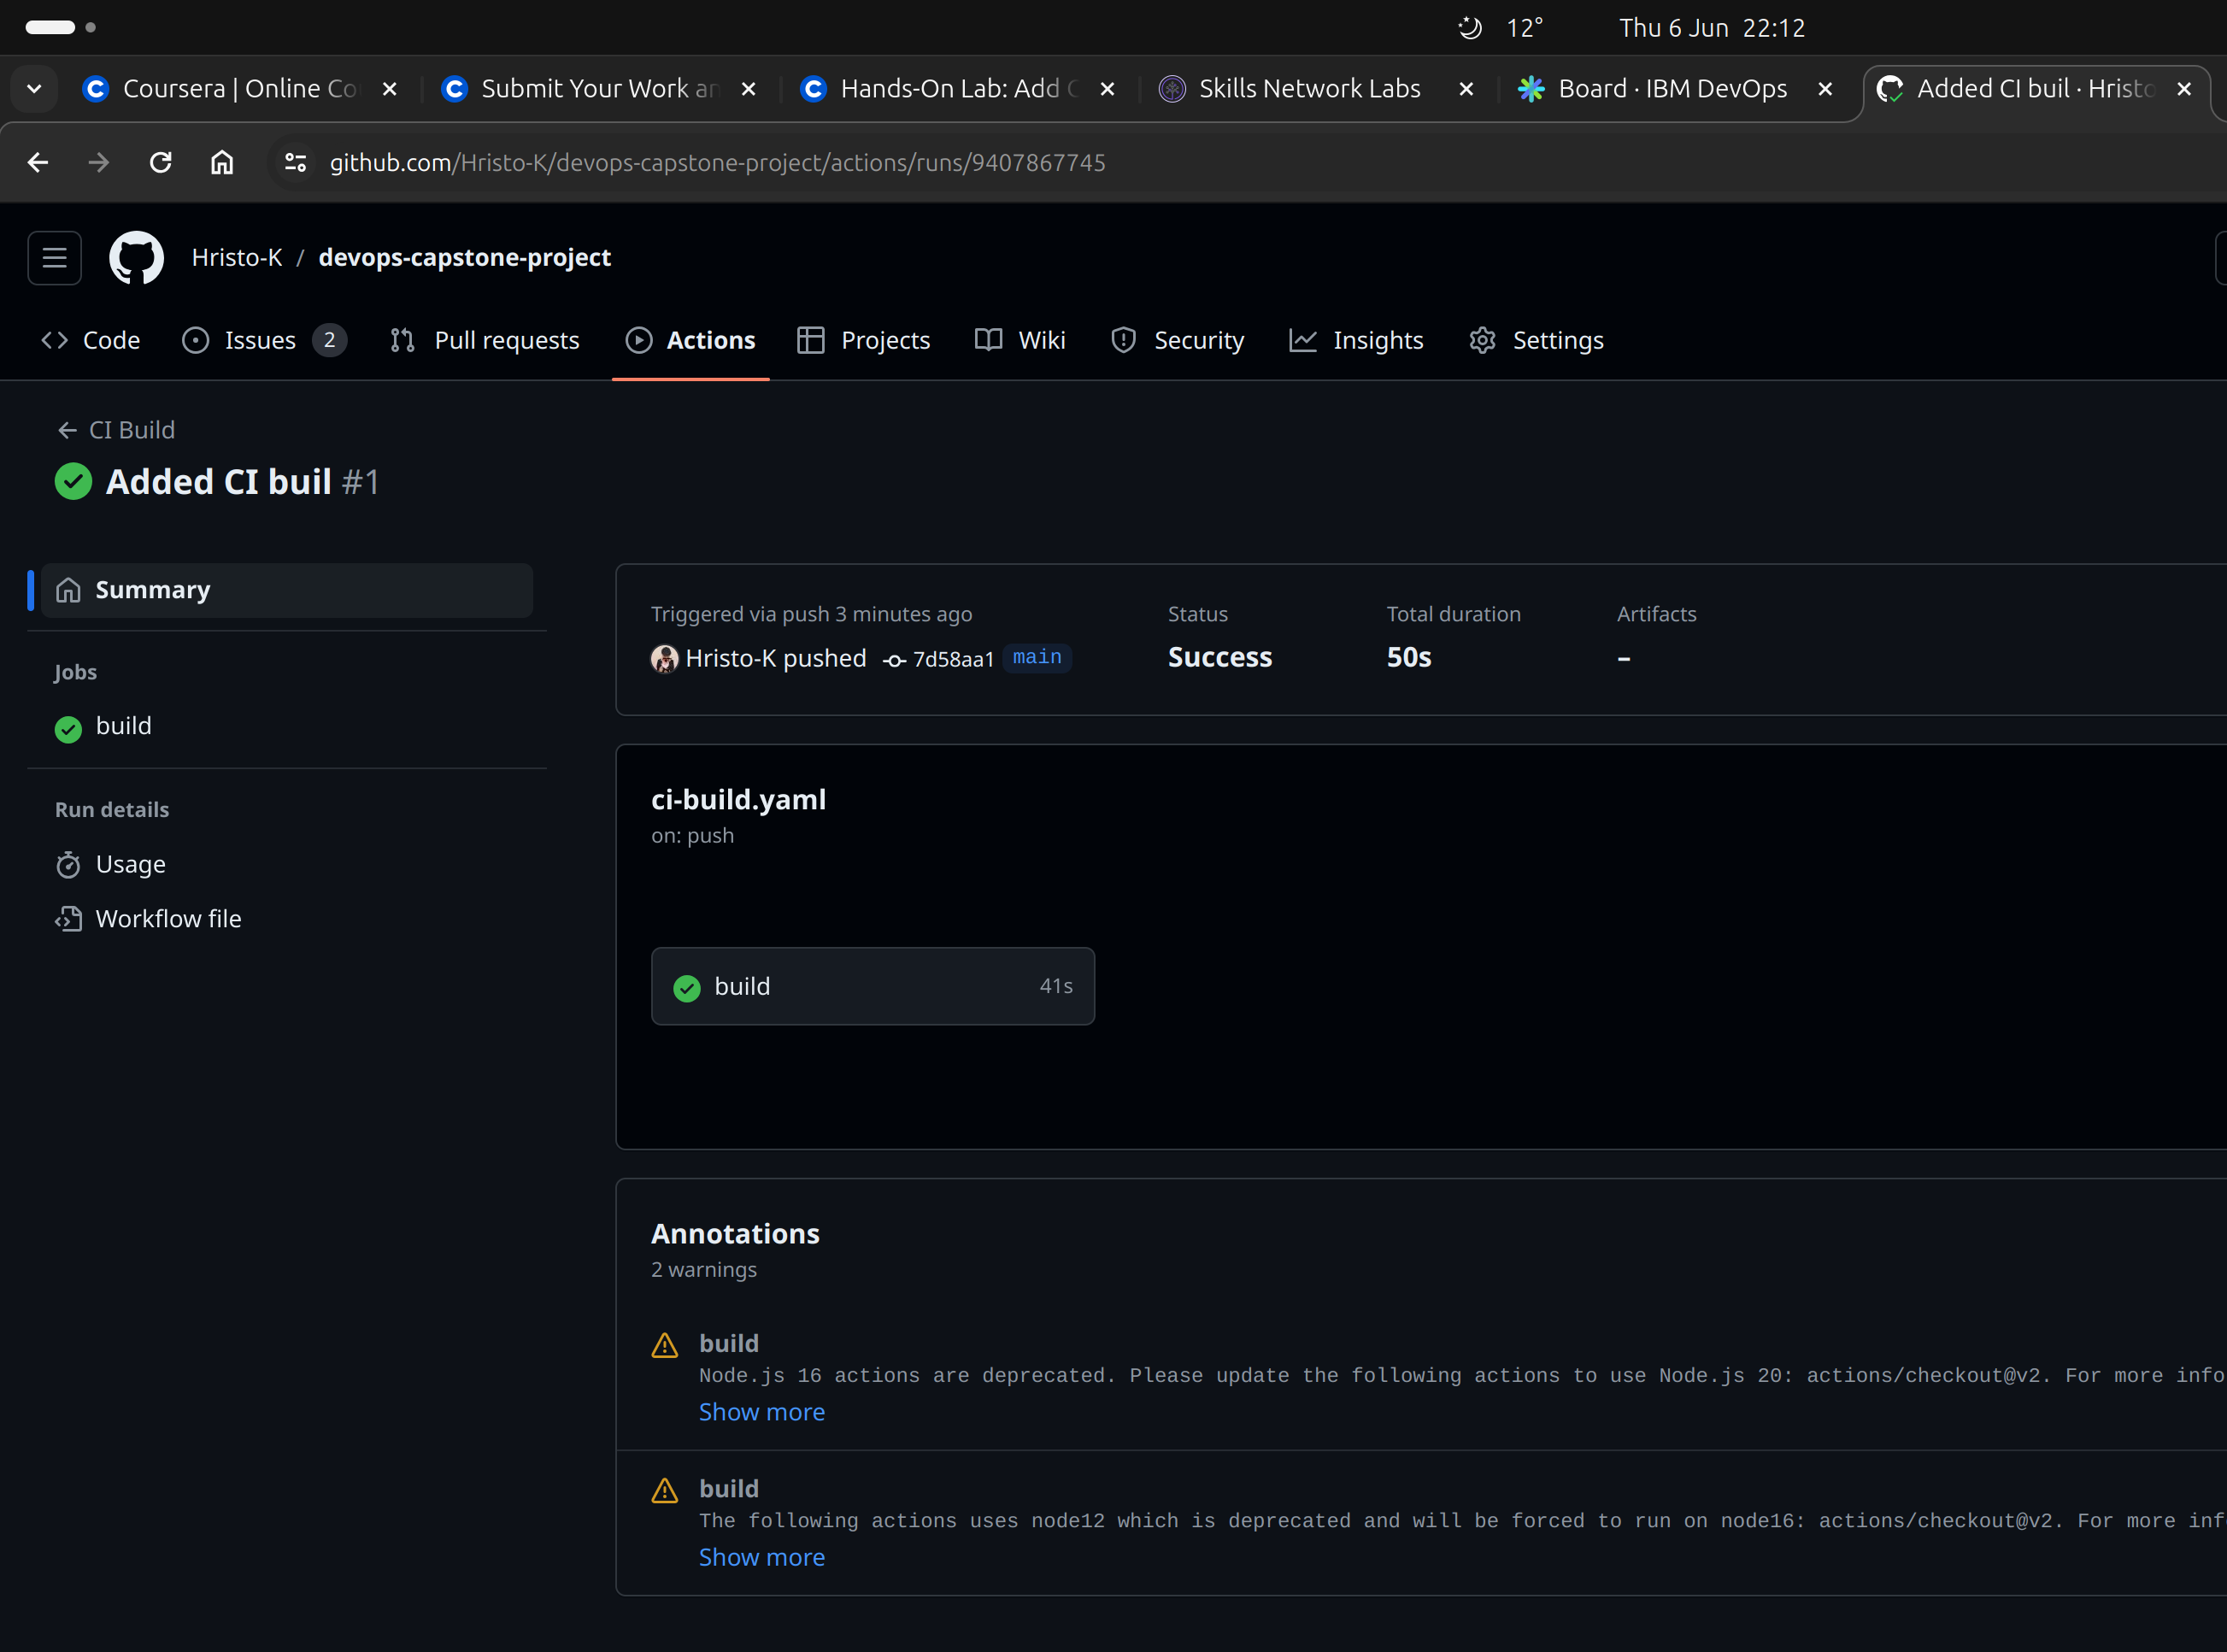 12° Thu 6 Jun 22:12
Coursera | Online Co Submit Your Work an Hands-On Lab: Add C Skills Network Labs Board · IBM DevOps Added CI buil · Hristo
github.com/Hristo-K/devops-capstone-project/actions/runs/9407867745
Hristo-K / devops-capstone-project
Code Issues 2 Pull requests Actions Projects Wiki Security Insights Settings
CI Build
Added CI buil #1
Summary
Jobs
build
Run details
Usage
Workflow file
Triggered via push 3 minutes ago
Hristo-K pushed 7d58aa1 main
Status
Success
Total duration
50s
Artifacts
–
ci-build.yaml
on: push
build 41s
Annotations
2 warnings
build
Node.js 16 actions are deprecated. Please update the following actions to use Node.js 20: actions/checkout@v2. For more info
Show more
build
The following actions uses node12 which is deprecated and will be forced to run on node16: actions/checkout@v2. For more inf
Show more